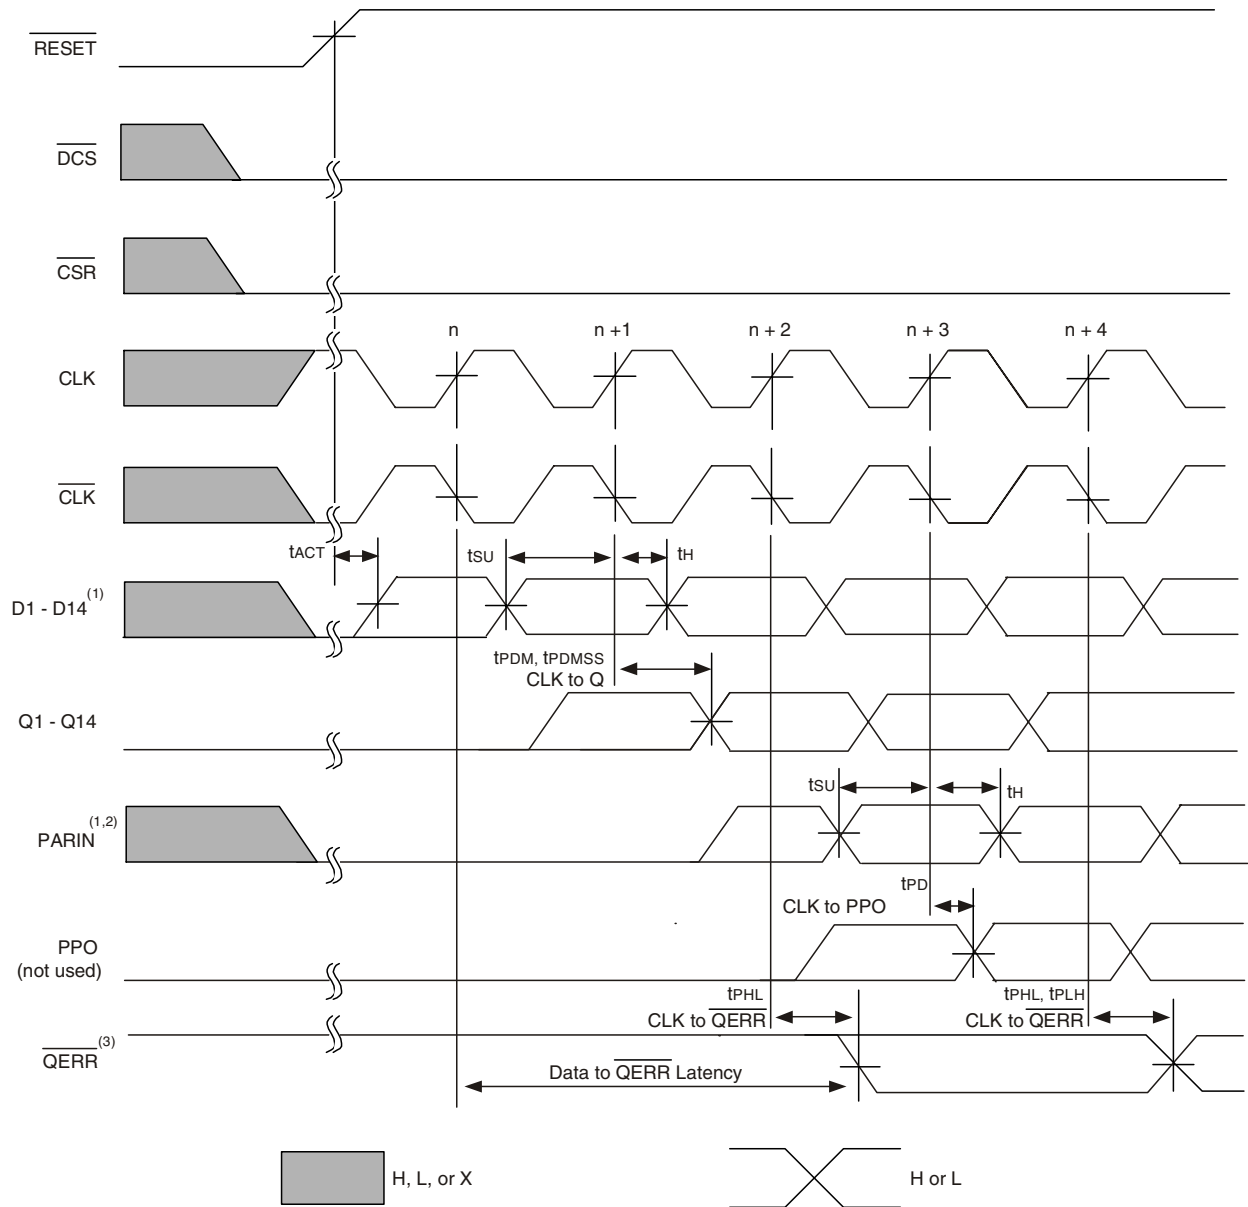 RESET
DCS
CSR
n n +1 n + 2 n + 3 n + 4
CLK
CLK
tACT tSU tH
D1 - D14(1)
tPDM, tPDMSS
CLK to Q
Q1 - Q14
tSU tH
PARIN(1,2)
tPD
CLK to PPO
PPO
(not used)
tPHL tPHL, tPLH
CLK to QERR CLK to QERR
QERR(3)
Data to QERR Latency
H, L, or X H or L